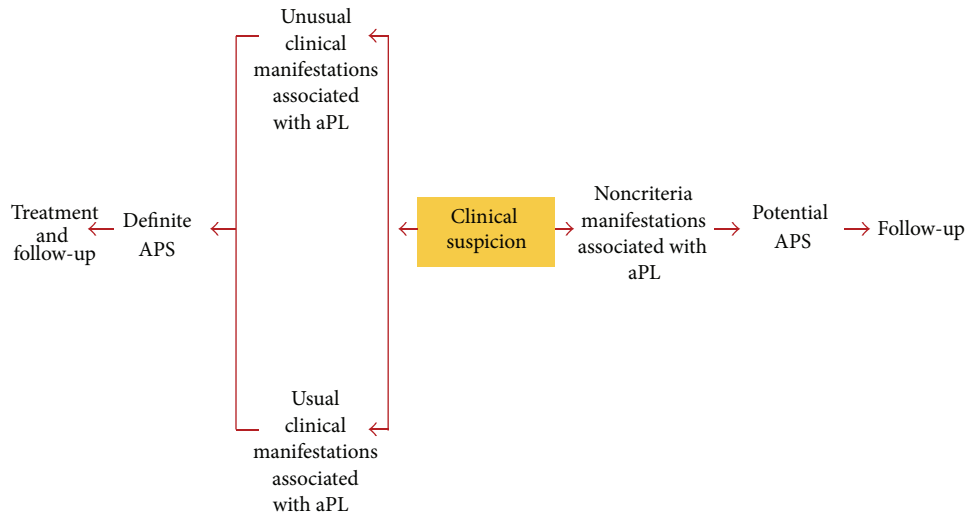 Unusual
clinical
manifestations
associated
with aPL
Treatment
and
follow-up
Definite
APS
Clinical
suspicion
Noncriteria
manifestations
associated with
aPL
Potential
APS
Follow-up
Usual
clinical
manifestations
associated
with aPL